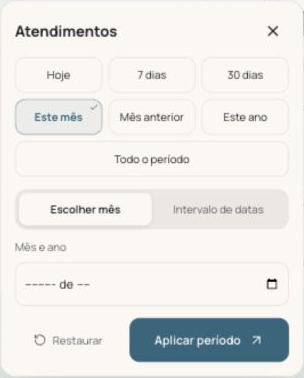 Atendimentos
Hoje 7 dias 30 dias
Este mês Mês anterior Este ano
Todo o período
Escolher mês Intervalo de datas
Mês e ano
----- de --
Restaurar Aplicar período